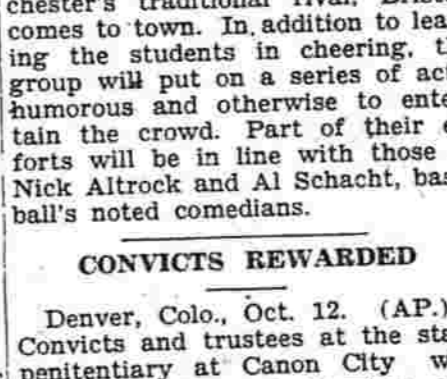 chester's traditional rival,
comes to town. In addition to lea
ing the students in cheering, t
group will put on a series of ac
humorous and otherwise to ente
tain the crowd. Part of their e
forts will be in line with those
Nick Altrock and Al Schacht, bas
ball's noted comedians.
CONVICTS REWARDED
Denver, Colo., Oct. 12. (AP.)
Convicts and trustees at the sta
penitentiary at Canon City w